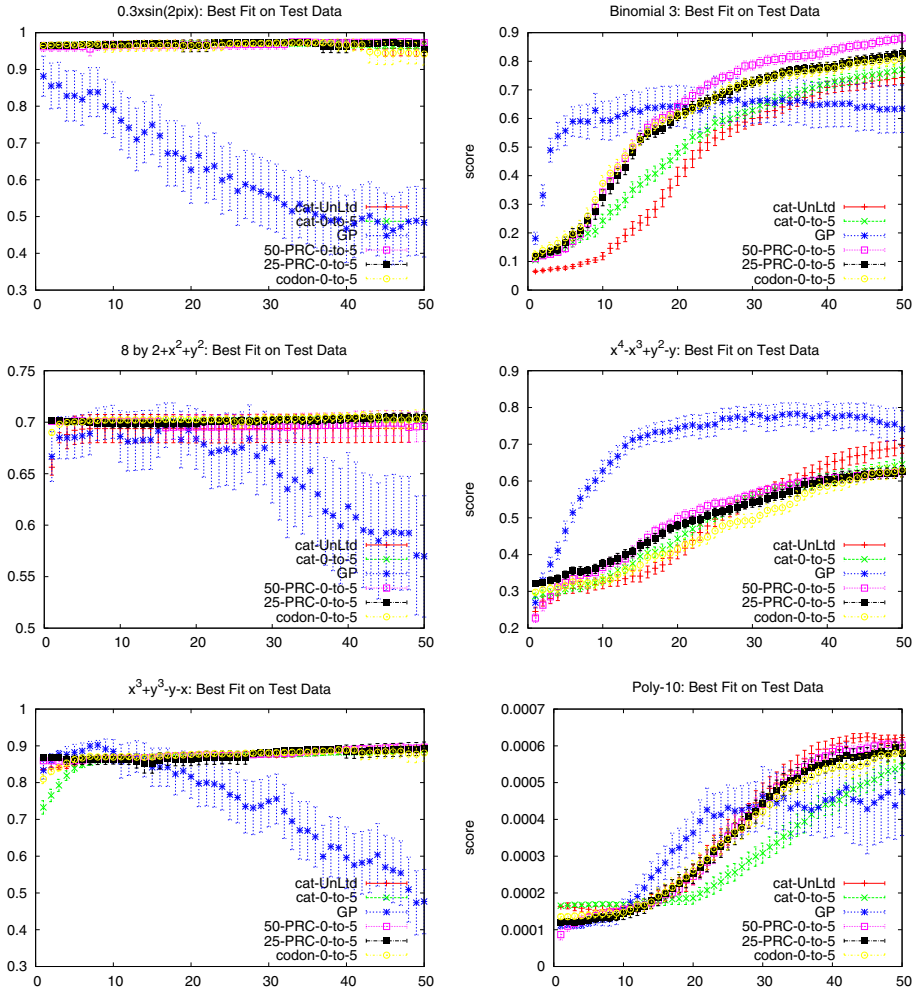 0.3xsin(2pix): Best Fit on Test Data
1
0.9
0.8
0.7
0.6
0.5
0.4
0.3
cat-UnLtd
cat-0-to-5
GP
50-PRC-0-to-5
25-PRC-0-to-5
codon-0-to-5
0 10 20 30 40 50
Binomial 3: Best Fit on Test Data
score
0.9
0.8
0.7
0.6
0.5
0.4
0.3
0.2
0.1
0
cat-UnLtd
cat-0-to-5
GP
50-PRC-0-to-5
25-PRC-0-to-5
codon-0-to-5
0 10 20 30 40 50
8 by 2+x²+y²: Best Fit on Test Data
0.75
0.7
0.65
0.6
0.55
0.5
cat-UnLtd
cat-0-to-5
GP
50-PRC-0-to-5
25-PRC-0-to-5
codon-0-to-5
0 10 20 30 40 50
x⁴-x³+y²-y: Best Fit on Test Data
score
0.9
0.8
0.7
0.6
0.5
0.4
0.3
0.2
cat-UnLtd
cat-0-to-5
GP
50-PRC-0-to-5
25-PRC-0-to-5
codon-0-to-5
0 10 20 30 40 50
x³+y³-y-x: Best Fit on Test Data
1
0.9
0.8
0.7
0.6
0.5
0.4
0.3
cat-UnLtd
cat-0-to-5
GP
50-PRC-0-to-5
25-PRC-0-to-5
codon-0-to-5
0 10 20 30 40 50
Poly-10: Best Fit on Test Data
score
0.0007
0.0006
0.0005
0.0004
0.0003
0.0002
0.0001
0
cat-UnLtd
cat-0-to-5
GP
50-PRC-0-to-5
25-PRC-0-to-5
codon-0-to-5
0 10 20 30 40 50